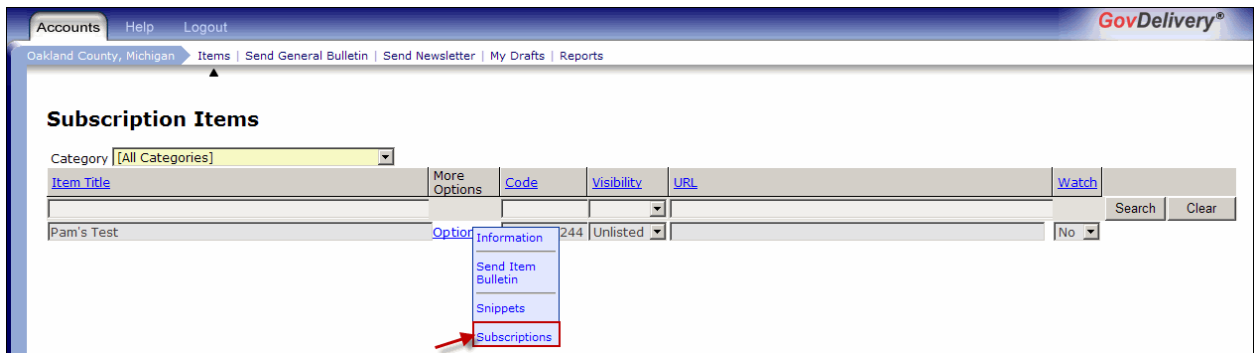 Accounts Help Logout GovDelivery®
Oakland County, Michigan Items | Send General Bulletin | Send Newsletter | My Drafts | Reports
Subscription Items
Category [All Categories]
Item Title More Options Code Visibility URL Watch
Search Clear
Pam's Test Option 244 Unlisted No
Information
Send Item
Bulletin
Snippets
Subscriptions